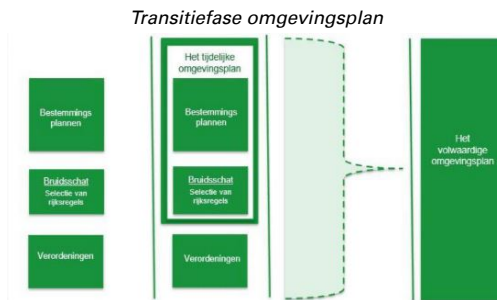 Transitiefase omgevingsplan
Bestemmings
plannen
Bruidsschat
Selectie van
rijksregels
Verordeningen
Het tijdelijke
omgevingsplan
Bestemmings
plannen
Bruidsschat
Selectie van
rijksregels
Verordeningen
Het
volwaardige
omgevingsplan